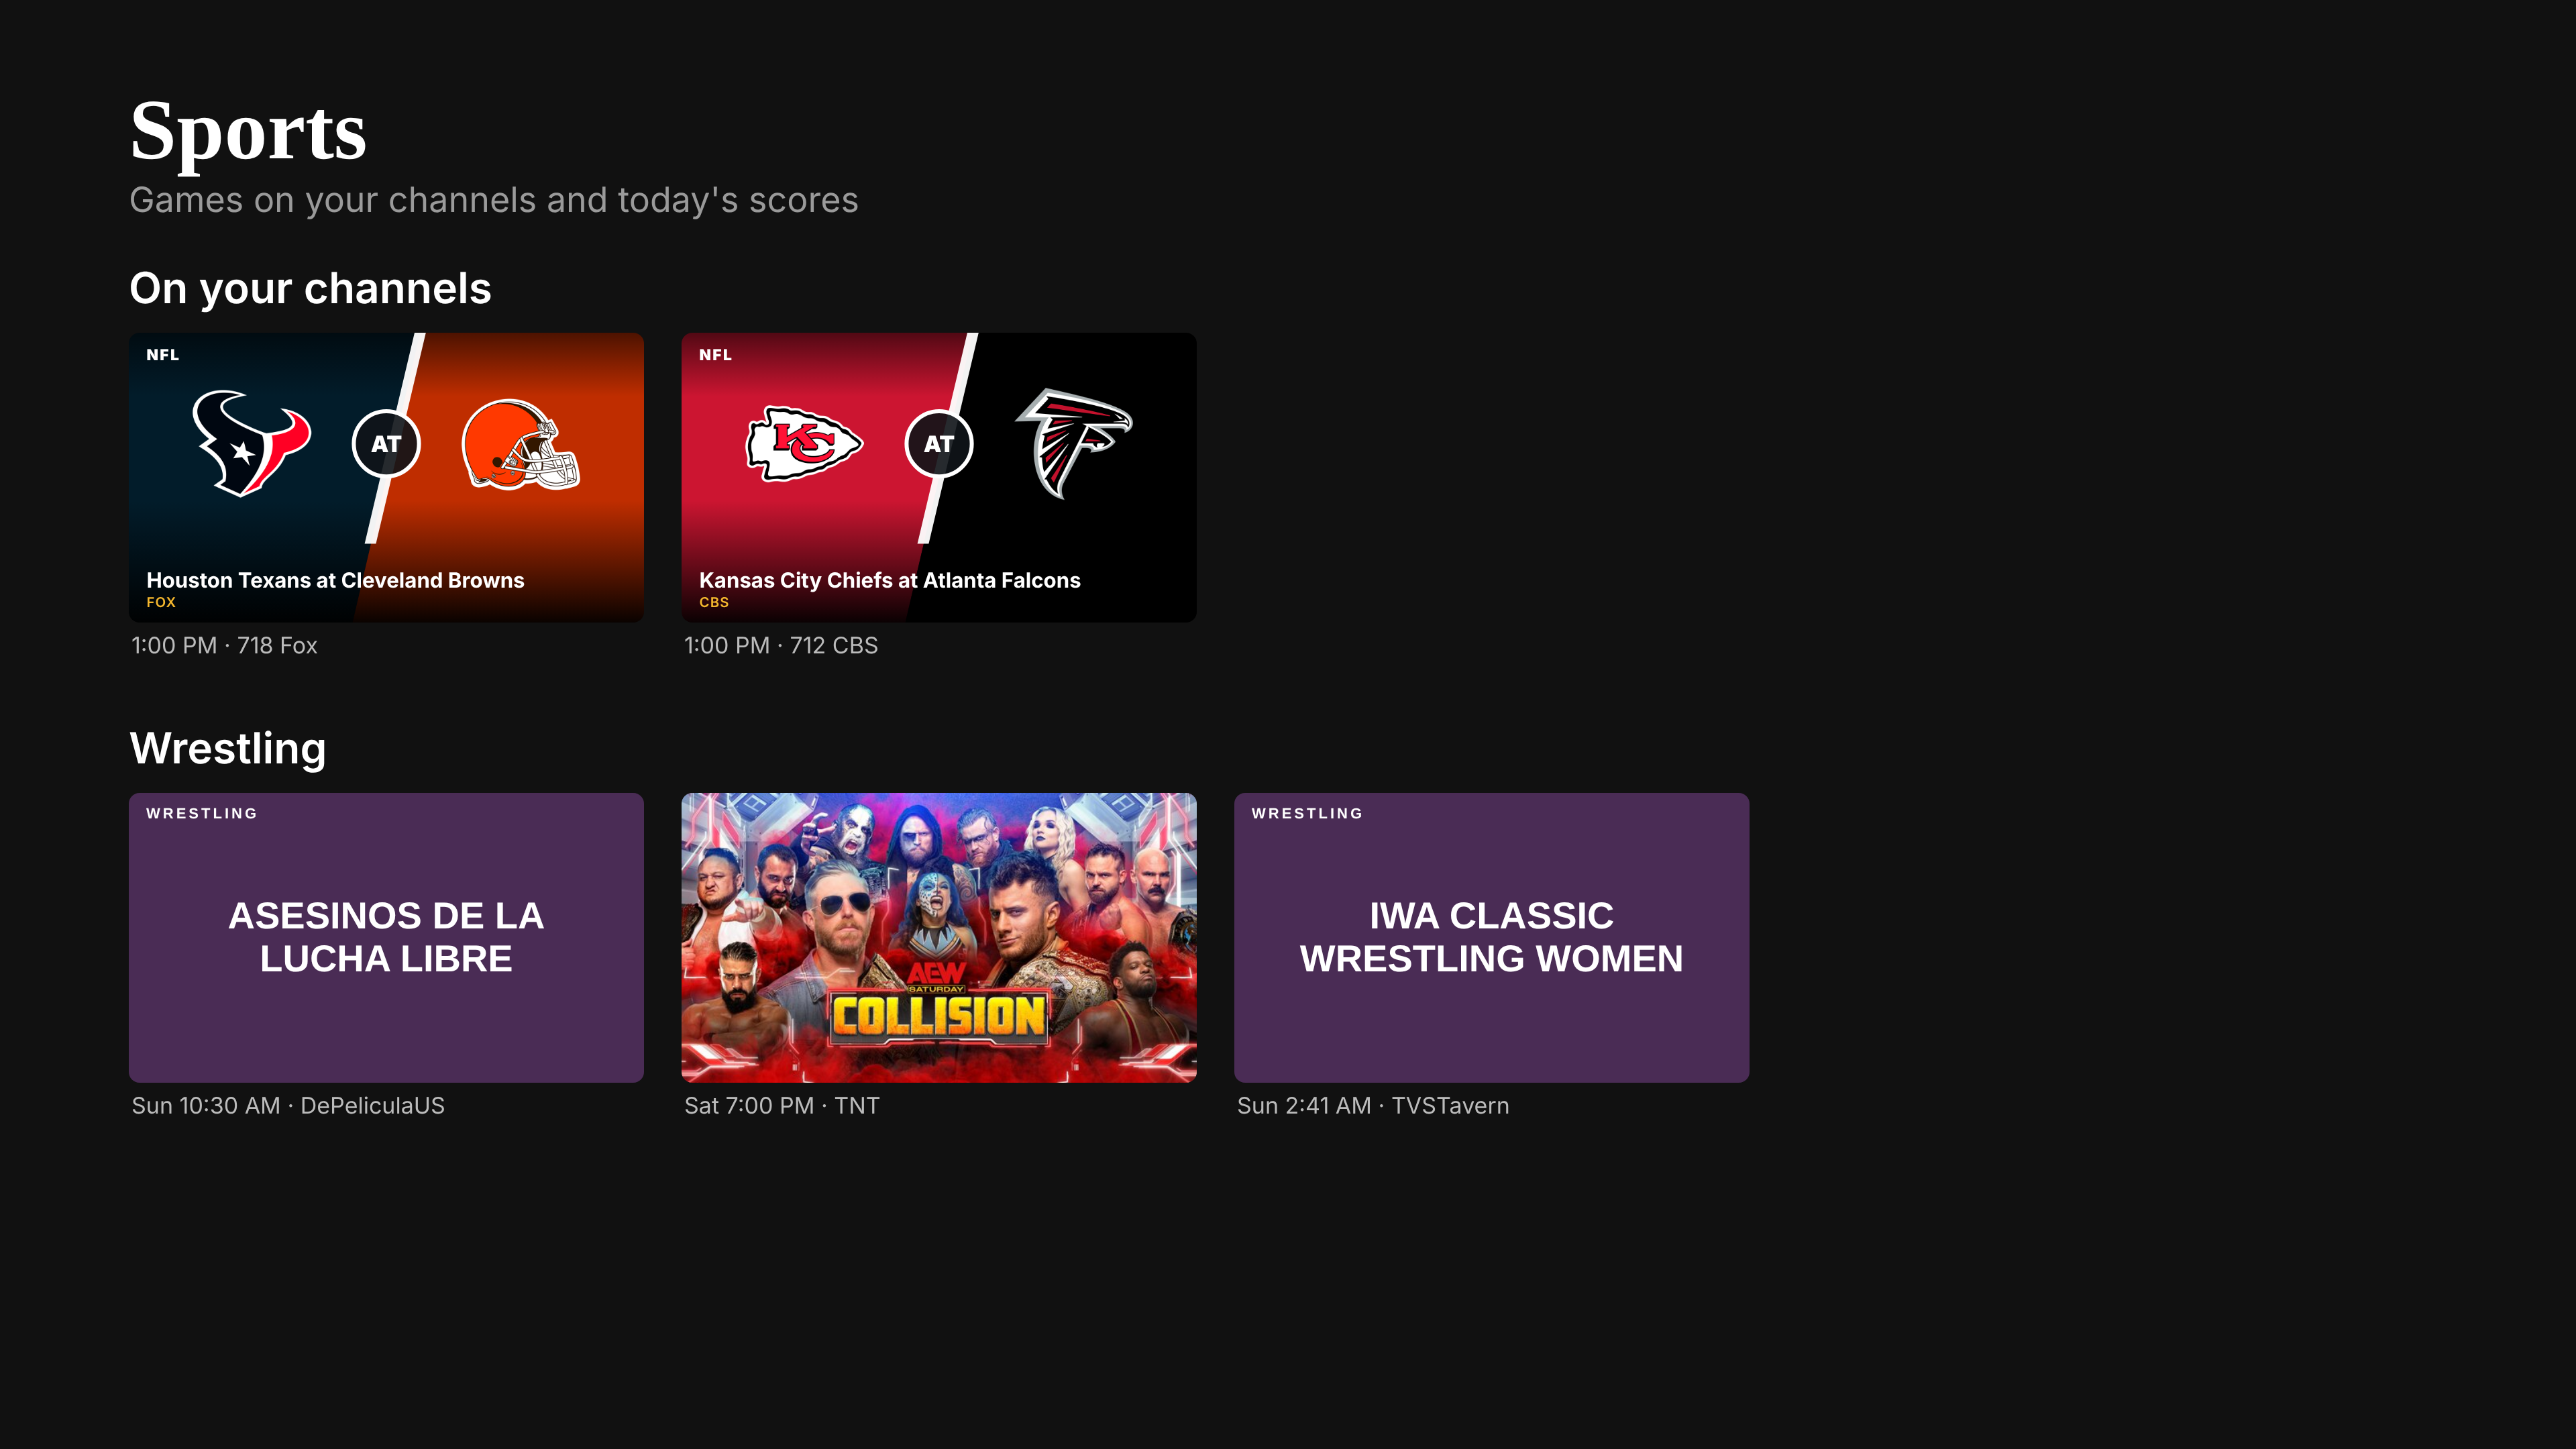 Sports
Games on your channels and today's scores
On your channels
NFL
AT
Houston Texans at Cleveland Browns
FOX
1:00 PM · 718 Fox
NFL
KC
AT
Kansas City Chiefs at Atlanta Falcons
CBS
1:00 PM · 712 CBS
Wrestling
WRESTLING
ASESINOS DE LA
LUCHA LIBRE
Sun 10:30 AM · DePeliculaUS
AEW
SATURDAY
COLLISION
Sat 7:00 PM · TNT
WRESTLING
IWA CLASSIC
WRESTLING WOMEN
Sun 2:41 AM · TVSTavern